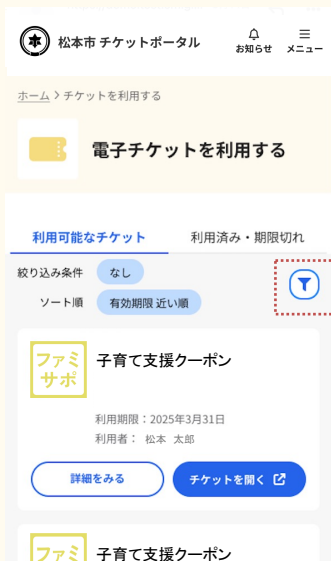 松本市 チケットポータル
お知らせ
メニュー
ホーム > チケットを利用する
電子チケットを利用する
利用可能なチケット
利用済み・期限切れ
絞り込み条件
なし
ソート順
有効期限 近い順
ファミ
サポ
子育て支援クーポン
利用期限：2025年3月31日
利用者： 松本 太郎
詳細をみる
チケットを開く
ファミ
子育て支援クーポン